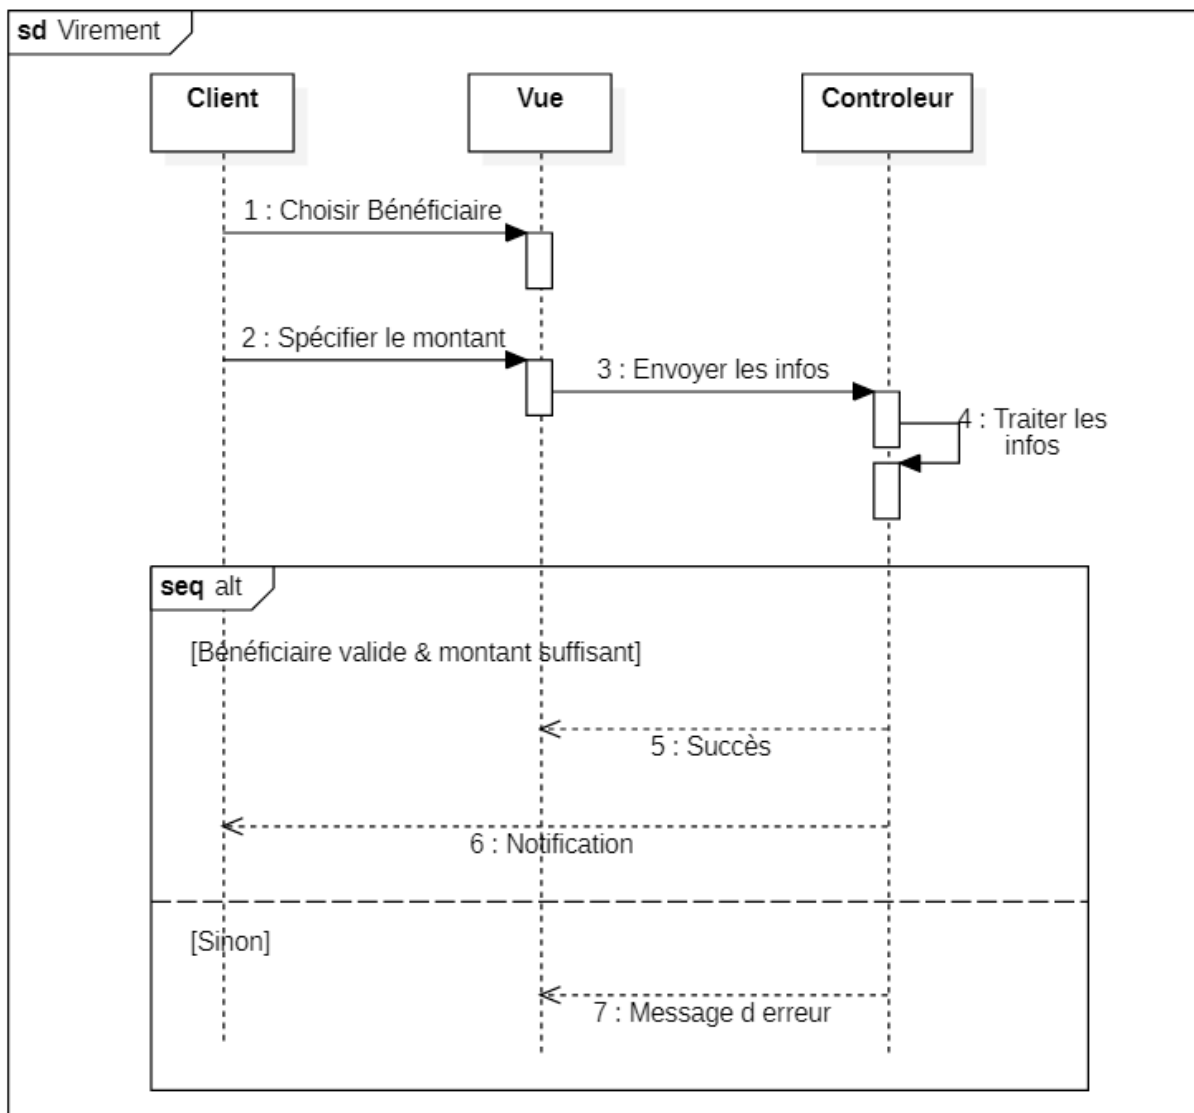 sd Virement
Client
Vue
Controleur
1 : Choisir Bénéficiaire
2 : Spécifier le montant
3 : Envoyer les infos
4 : Traiter les
infos
seq alt
[Bénéficiaire valide & montant suffisant]
5 : Succès
6 : Notification
[Sinon]
7 : Message d erreur